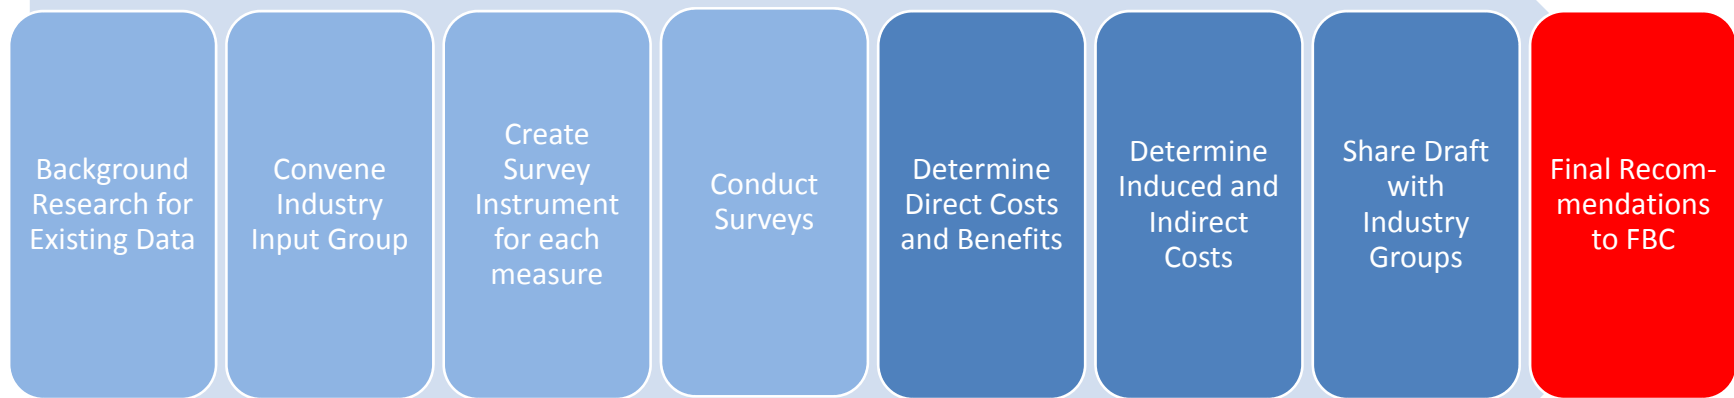 Background
Research for
Existing Data
Convene
Industry
Input Group
Create
Survey
Instrument
for each
measure
Conduct
Surveys
Determine
Direct Costs
and Benefits
Determine
Induced and
Indirect
Costs
Share Draft
with
Industry
Groups
Final Recom-
mendations
to FBC